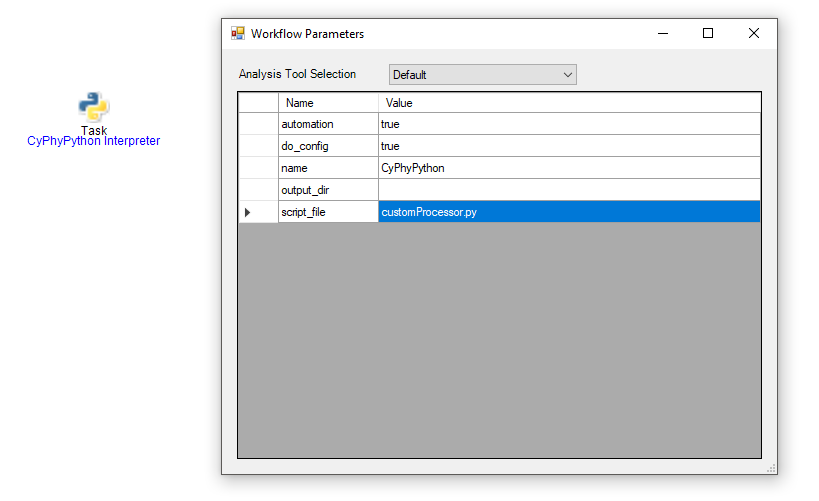 Task
CyPhyPython Interpreter
Workflow Parameters
Analysis Tool Selection Default
Name Value
automation true
do_config true
name CyPhyPython
output_dir
script_file customProcessor.py